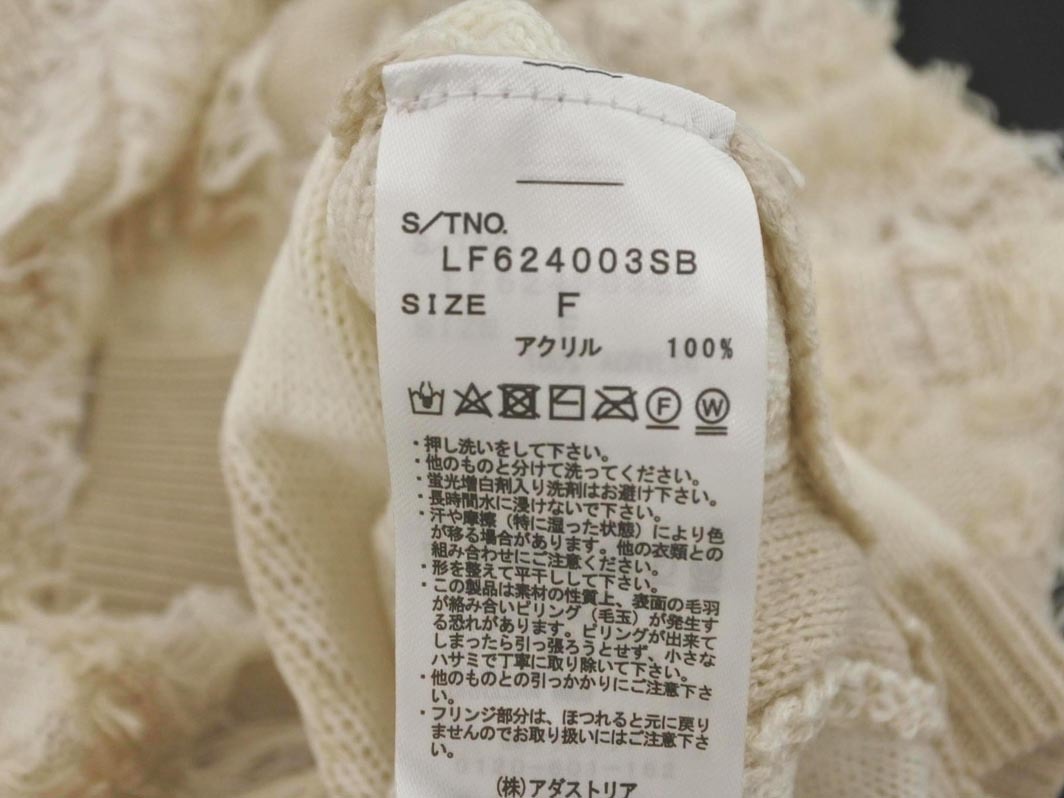 S/TNO.
LF624003SB
SIZE F
アクリル 100%
F W
・押し洗いをして下さい。
・他のものと分けて洗ってください。
・蛍光増白剤入り洗剤はお避け下さい。
・長時間水に浸けないで下さい。
・汗や摩擦（特に湿った状態）により色
が移る場合があります。他の衣類との
組み合わせにご注意ください。
・形を整えて平干しして下さい。
・この製品は素材の性質上、表面の毛羽
が絡み合いピリング（毛玉）が発生す
る恐れがあります。ピリングが出来て
しまったら引っ張ろうとせず、小さな
ハサミで丁寧に取り除いて下さい。
・他のものとの引っかかりにご注意下さ
い。
・フリンジ部分は、ほつれると元に戻り
ませんのでお取り扱いにはご注意下さ
い。
(株)アダストリア